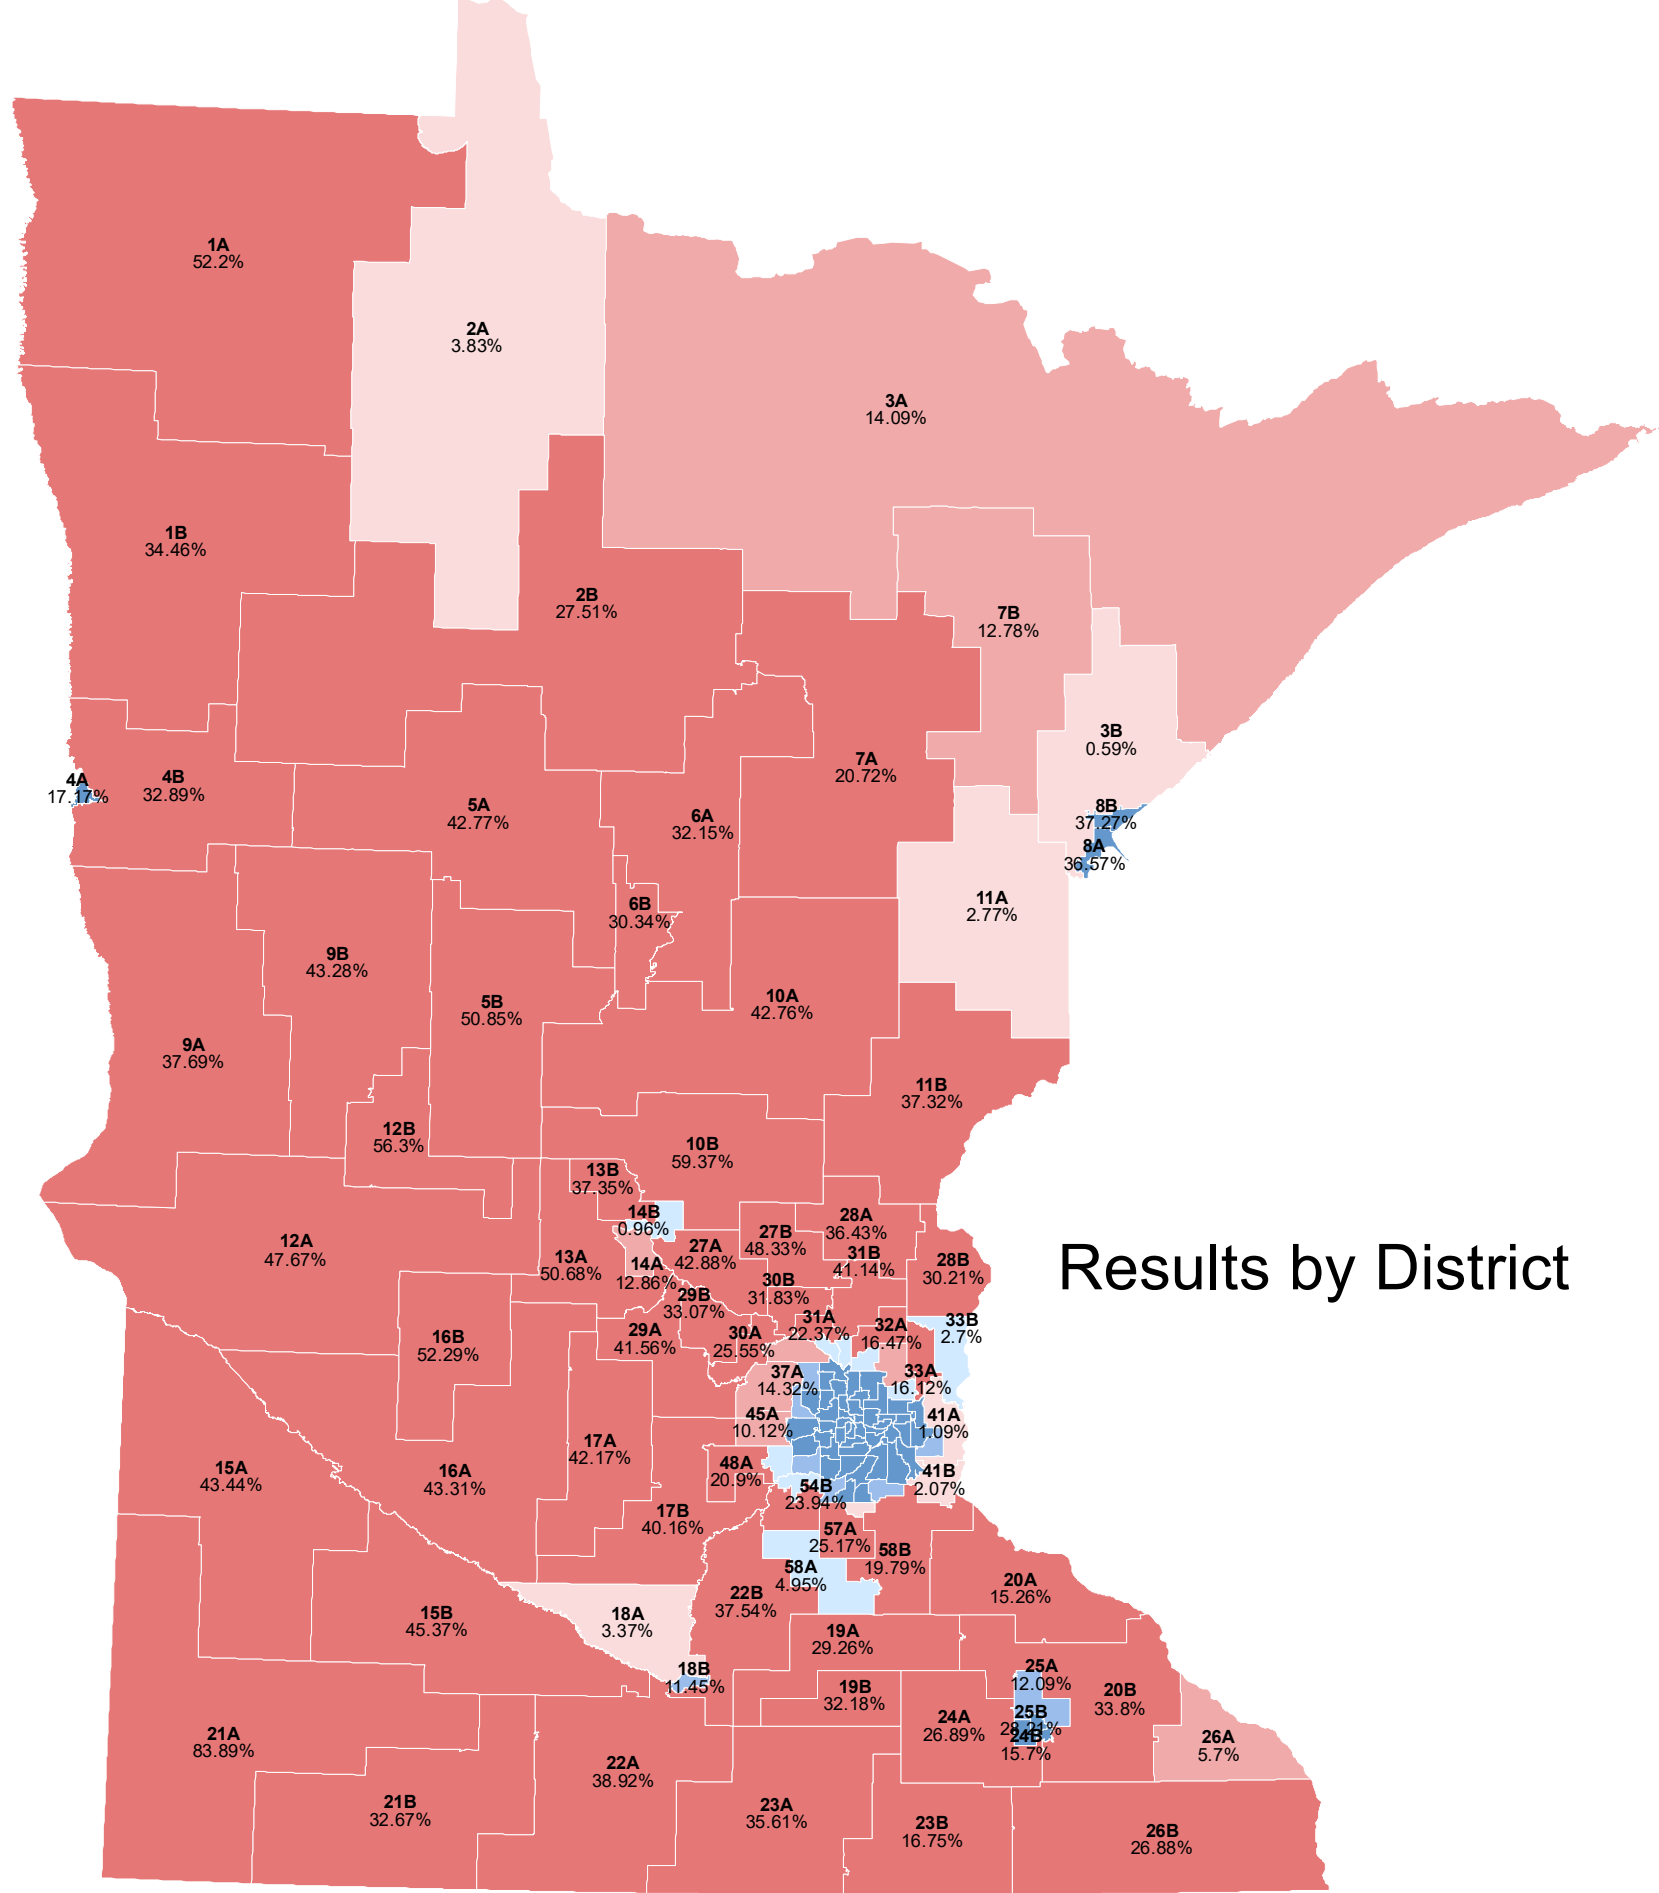 1A
52.2%
2A
3.83%
3A
14.09%
1B
34.46%
2B
27.51%
7B
12.78%
3B
0.59%
4A
17.17%
4B
32.89%
7A
20.72%
5A
42.77%
6A
32.15%
8B
37.27%
8A
36.57%
6B
30.34%
11A
2.77%
9B
43.28%
5B
50.85%
10A
42.76%
9A
37.69%
11B
37.32%
12B
56.3%
10B
59.37%
13B
37.35%
14B
0.96%
28A
36.43%
12A
47.67%
27A
42.88%
27B
48.33%
31B
41.14%
28B
30.21%
Results by District
13A
50.68%
14A
12.86%
30B
31.83%
29B
33.07%
31A
22.37%
32A
16.47%
33B
2.7%
16B
52.29%
29A
41.56%
30A
25.55%
37A
14.32%
33A
16.12%
45A
10.12%
41A
1.09%
17A
42.17%
15A
43.44%
16A
43.31%
48A
20.9%
54B
23.94%
41B
2.07%
17B
40.16%
57A
25.17%
58B
19.79%
58A
4.95%
20A
15.26%
22B
37.54%
15B
45.37%
18A
3.37%
19A
29.26%
18B
11.45%
19B
32.18%
25A
12.09%
20B
33.8%
25B
28.21%
24B
15.7%
24A
26.89%
26A
5.7%
21A
83.89%
22A
38.92%
21B
32.67%
23A
35.61%
23B
16.75%
26B
26.88%